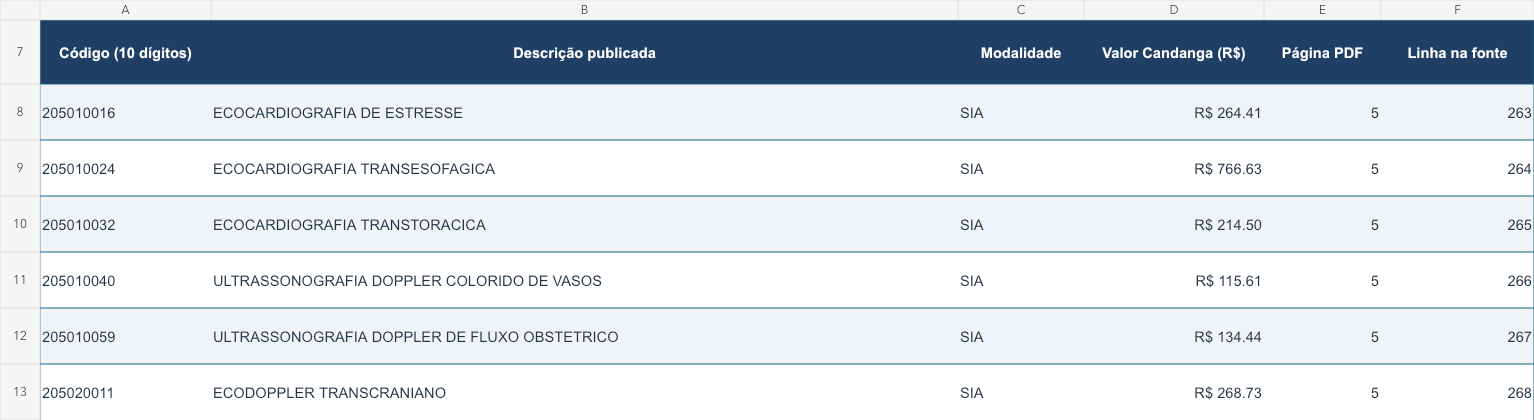 A B C D E F
7 Código (10 dígitos) Descrição publicada Modalidade Valor Candanga (R$) Página PDF Linha na fonte
8 205010016 ECOCARDIOGRAFIA DE ESTRESSE SIA R$ 264.41 5 263
9 205010024 ECOCARDIOGRAFIA TRANSESOFAGICA SIA R$ 766.63 5 264
10 205010032 ECOCARDIOGRAFIA TRANSTORACICA SIA R$ 214.50 5 265
11 205010040 ULTRASSONOGRAFIA DOPPLER COLORIDO DE VASOS SIA R$ 115.61 5 266
12 205010059 ULTRASSONOGRAFIA DOPPLER DE FLUXO OBSTETRICO SIA R$ 134.44 5 267
13 205020011 ECODOPPLER TRANSCRANIANO SIA R$ 268.73 5 268